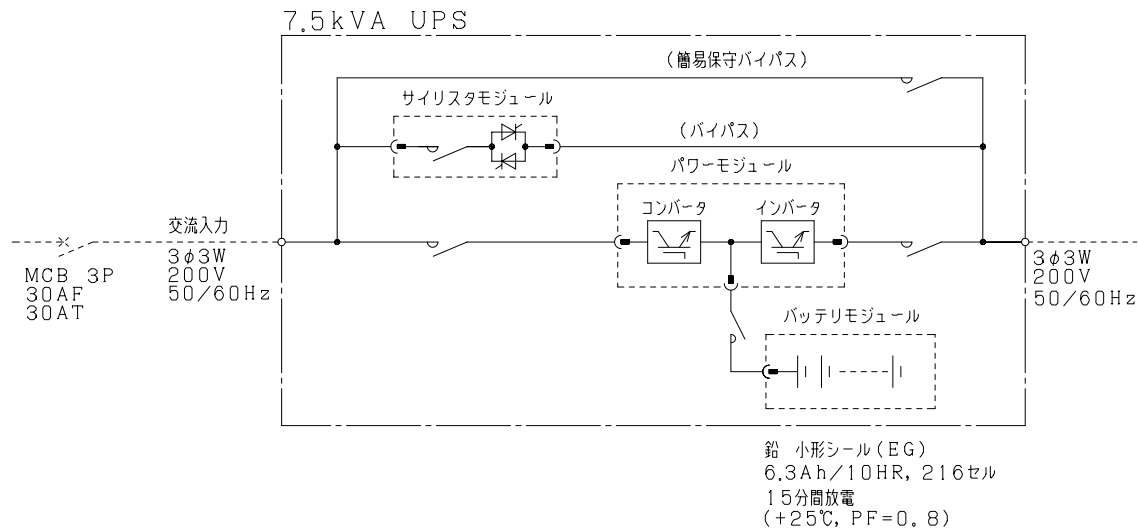 7.5kVA UPS
(簡易保守バイパス)
サイリスタモジュール
(バイパス)
パワーモジュール
コンバータ
インバータ
交流入力
3φ3W
200V
50/60Hz
MCB 3P
30AF
30AT
3φ3W
200V
50/60Hz
バッテリモジュール
鉛 小形シール(EG)
6.3Ah/10HR, 216セル
15分間放電
(+25℃, PF=0.8)